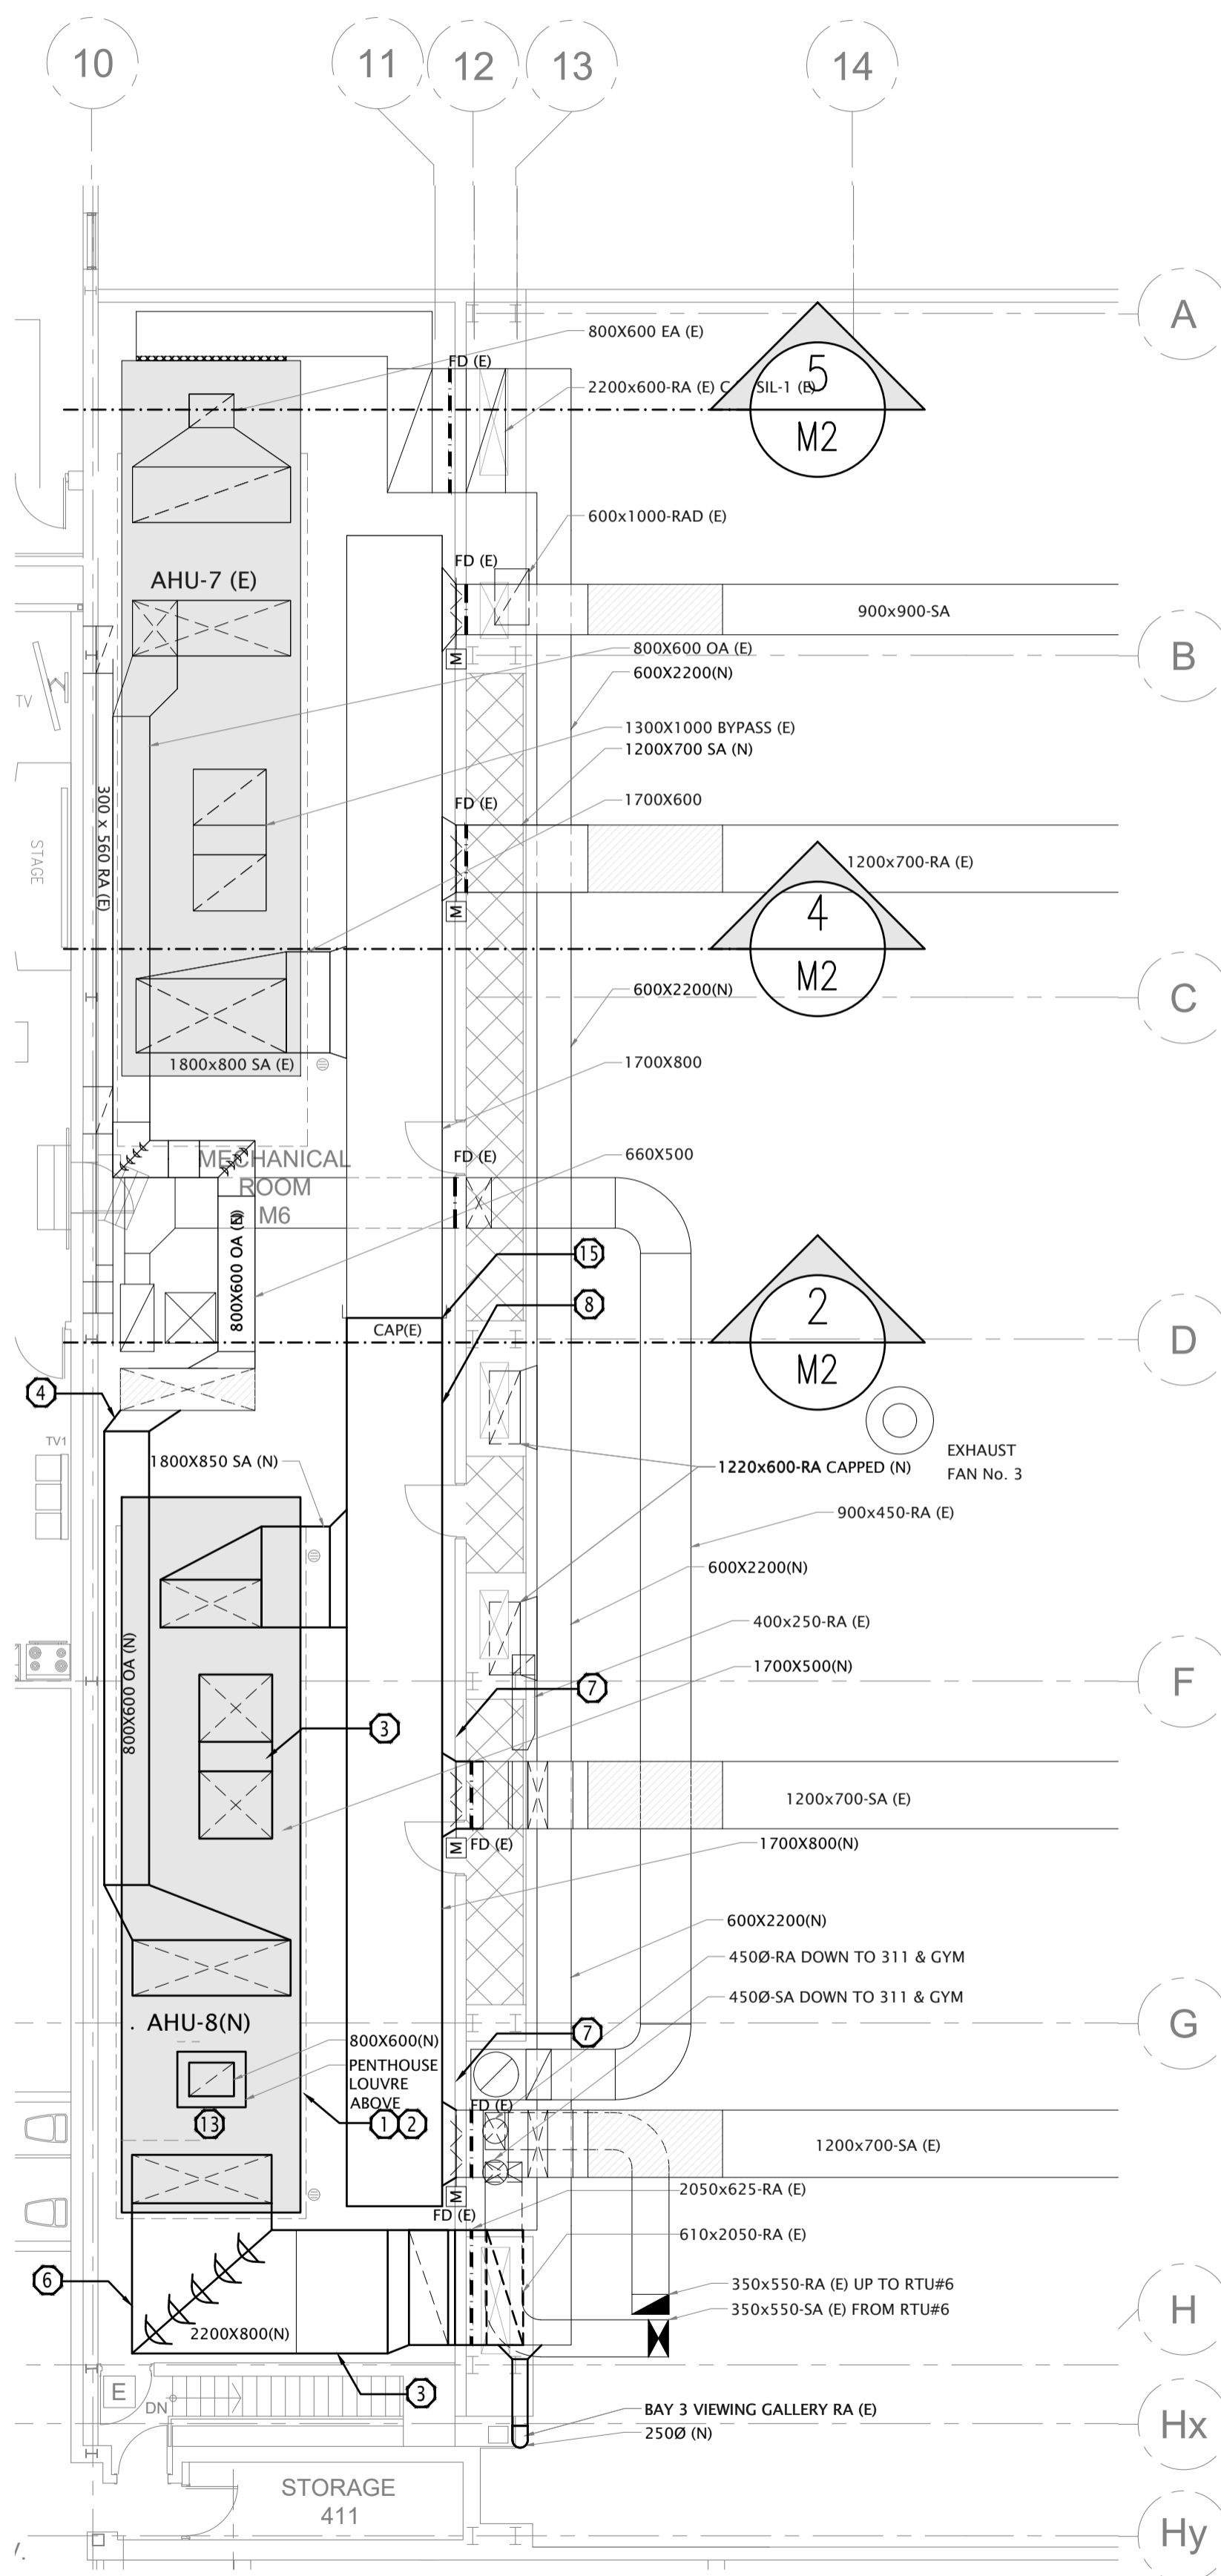 10
11
12
13
14
A
800X600 EA (E)
FD (E)
2200x600-RA (E)
SIL-1 (E)
5
M2
600x1000-RAD (E)
FD (E)
AHU-7 (E)
900x900-SA
800X600 OA (E)
B
M
600X2200(N)
TV
1300X1000 BYPASS (E)
1200X700 SA (N)
300 x 560 RA (E)
FD (E)
1700X600
STAGE
1200x700-RA (E)
M
4
M2
600X2200(N)
C
1800x800 SA (E)
1700X800
MECHANICAL
ROOM
M6
FD (E)
660X500
800X600 OA
15
8
CAP(E)
2
M2
D
4
TV1
1800X850 SA (N)
1220x600-RA CAPPED (N)
EXHAUST
FAN No. 3
900x450-RA (E)
600X2200(N)
400x250-RA (E)
800X600 OA (N)
1700X500(N)
F
7
3
1200x700-SA (E)
M
FD (E)
1700X800(N)
600X2200(N)
450Ø-RA DOWN TO 311 & GYM
450Ø-SA DOWN TO 311 & GYM
. AHU-8(N)
G
7
800X600(N)
PENTHOUSE
LOUVRE
ABOVE
FD (E)
13
1
2
1200x700-SA (E)
M
2050x625-RA (E)
FD (E)
610x2050-RA (E)
6
350x550-RA (E) UP TO RTU#6
H
350x550-SA (E) FROM RTU#6
2200X800(N)
E
DN
3
BAY 3 VIEWING GALLERY RA (E)
250Ø (N)
Hx
STORAGE
411
Hy